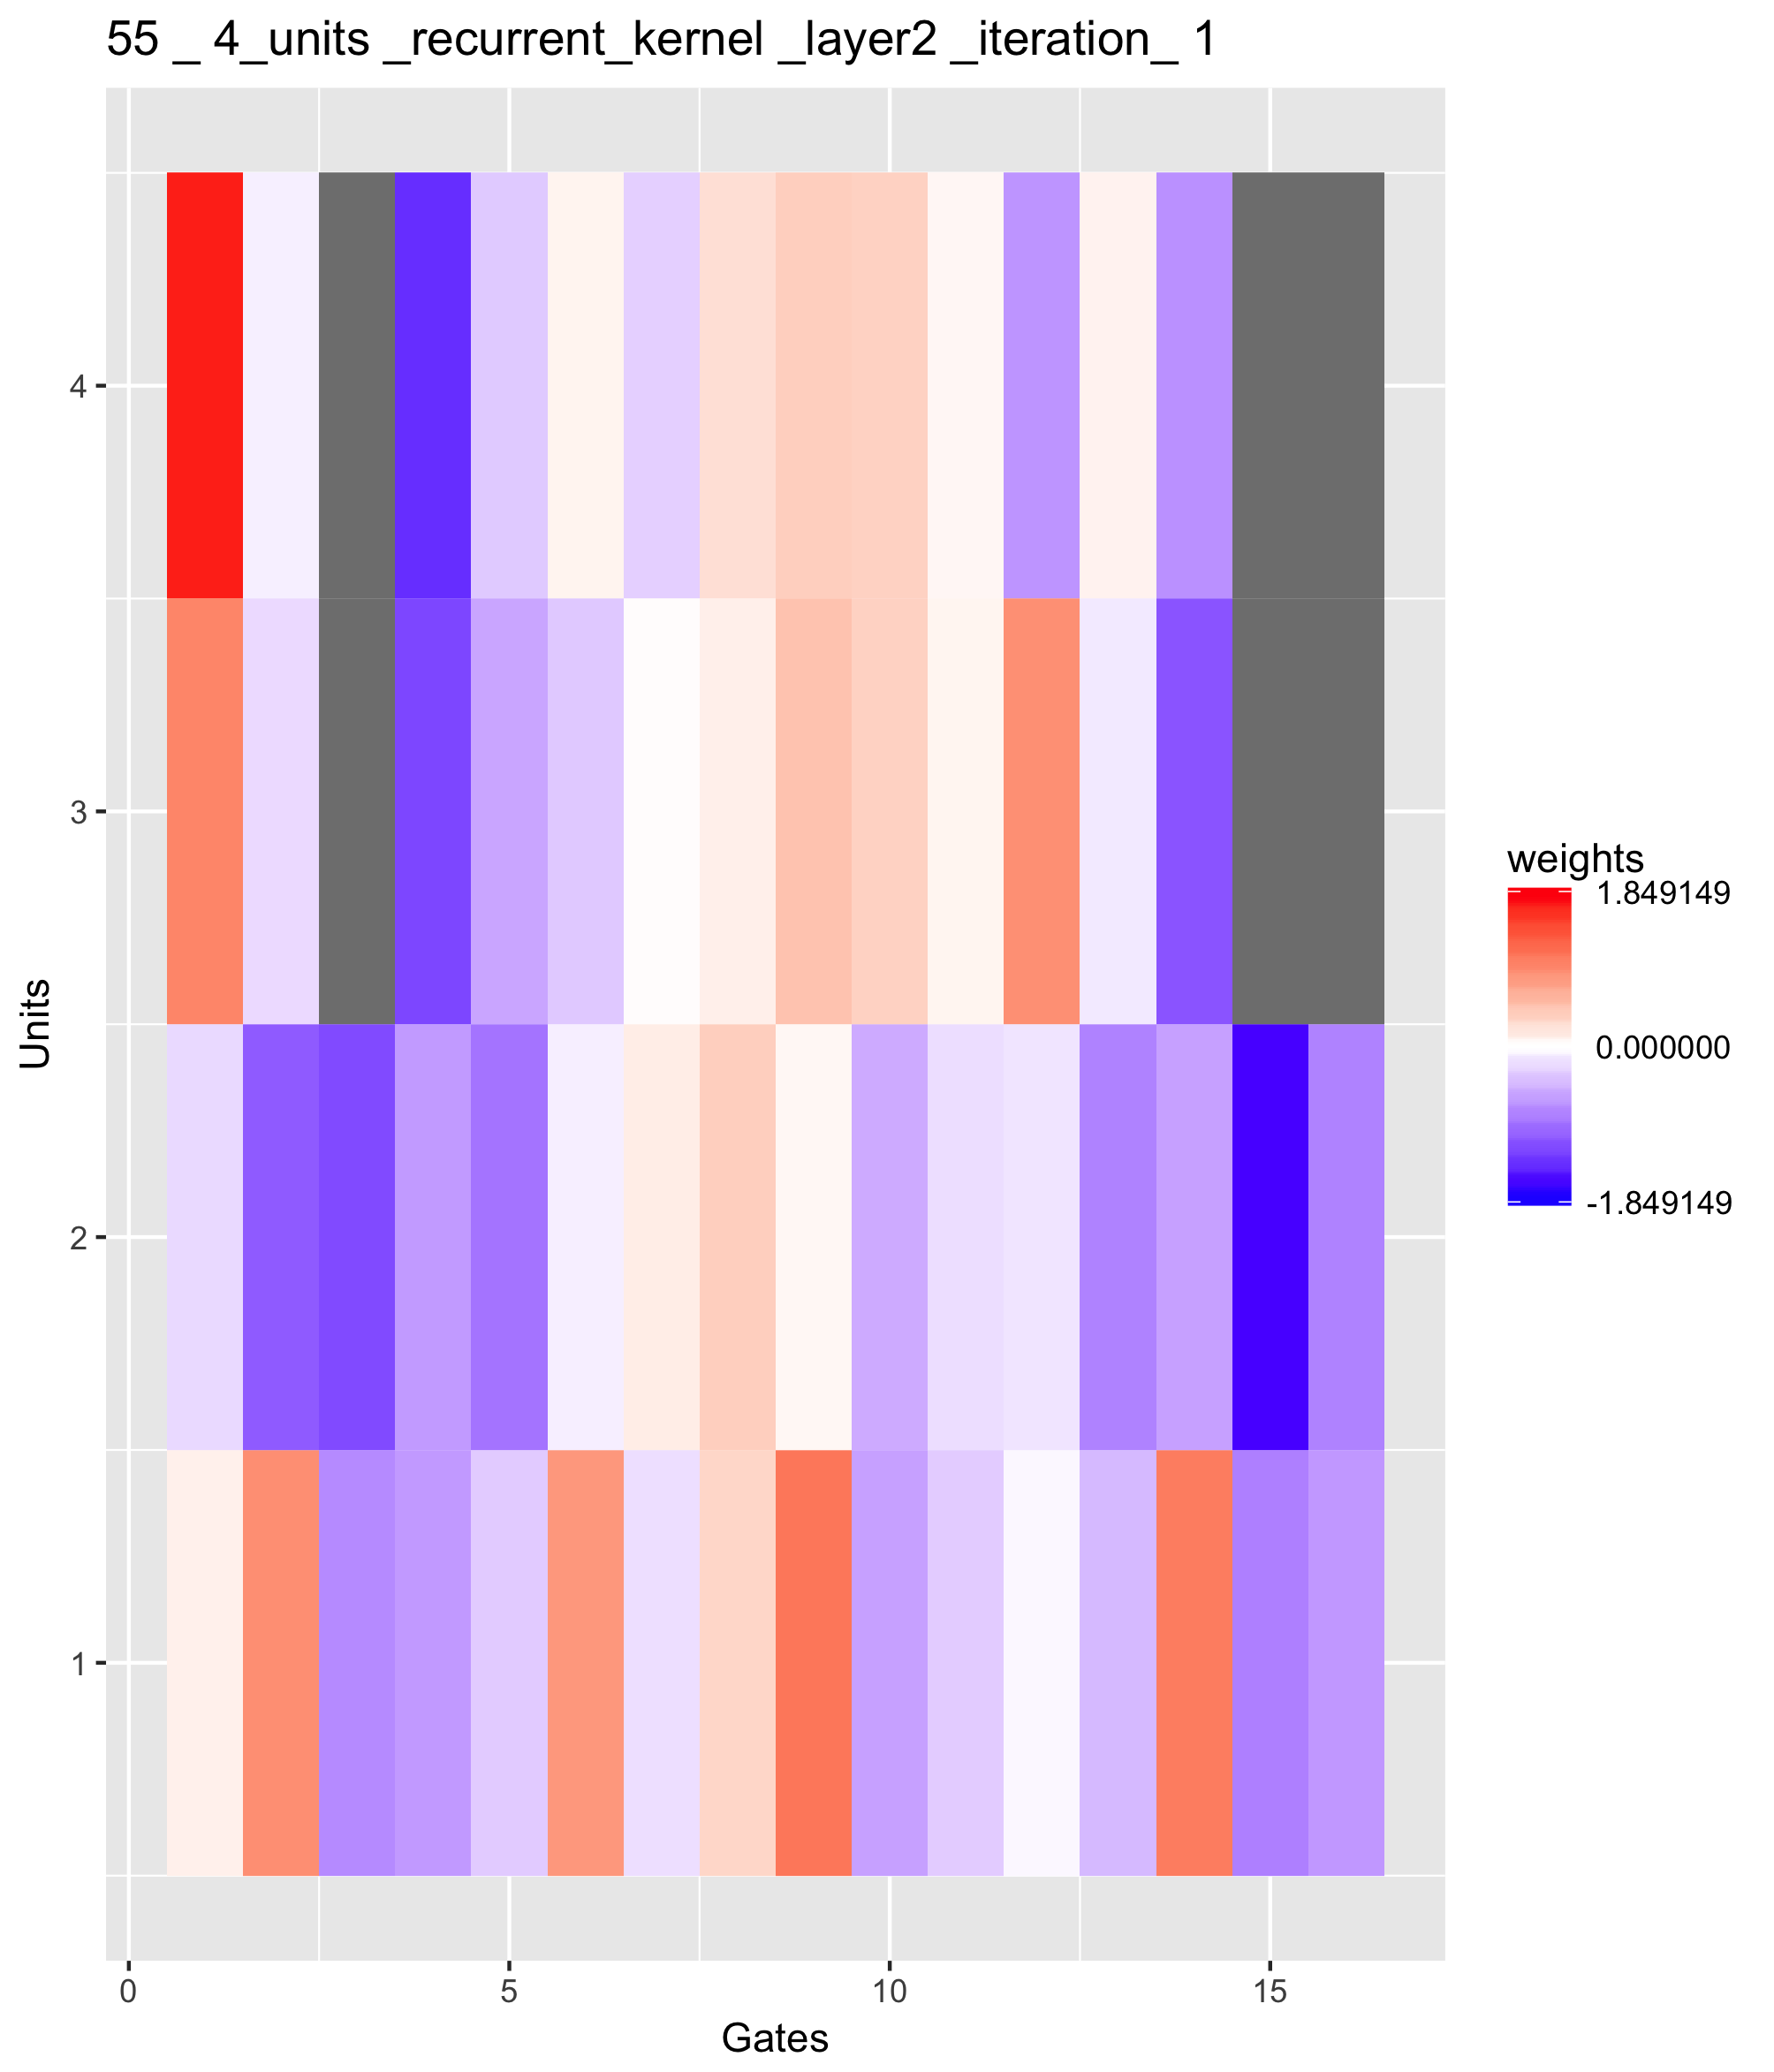 55 _ 4_units _recurrent_kernel _layer2 _iteration_ 1
Units
4
3
2
1
0
5
10
15
Gates
weights
1.849149
0.000000
-1.849149